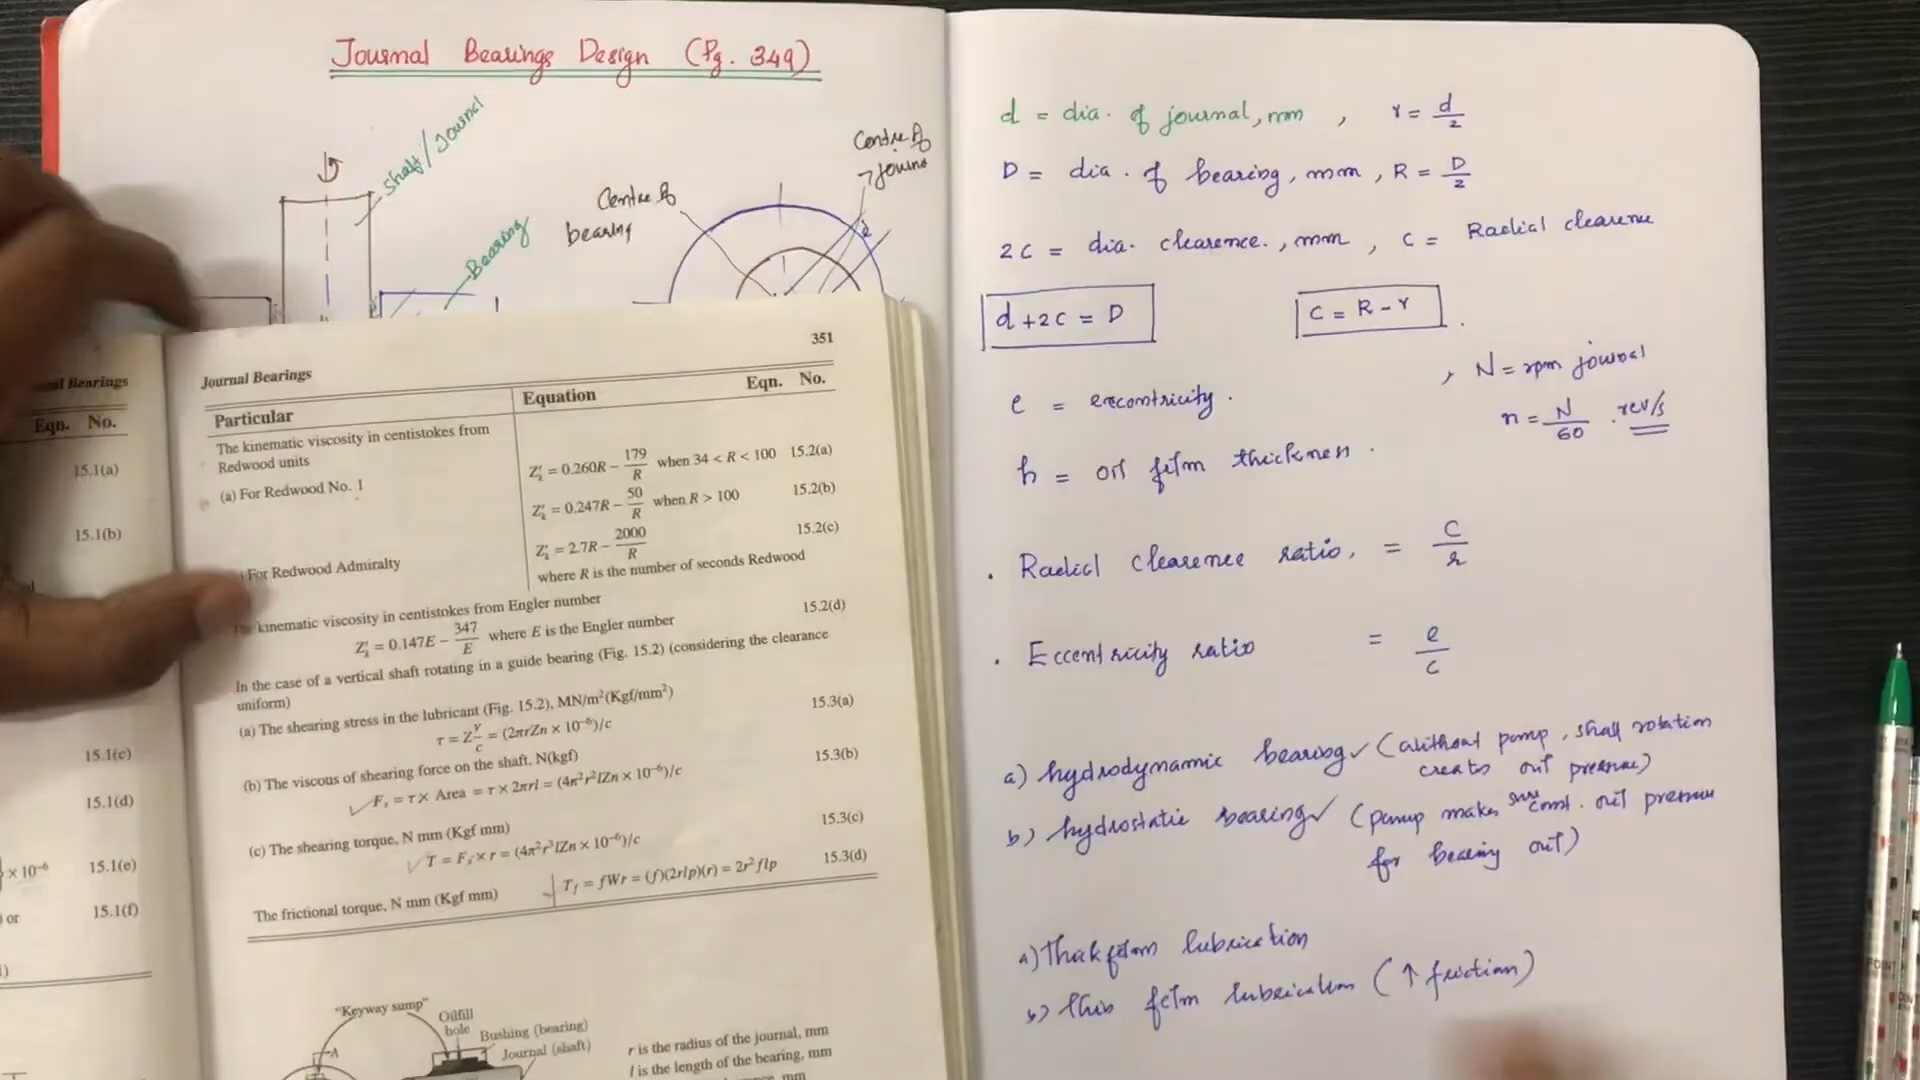 Journal Bearings Design (Pg. 349)
shaft/Journal
Bearing
Centre of
bearing
Centre of
e
d = dia. of journal, mm , r = d/2
D = dia. of bearing, mm, R = D/2
2C = dia. clearence., mm , C = Radial clearence
d + 2C = D
C = R - r
, N = rpm journal
e = eccentricity.
n = N/60 . rev/s
h = oil film thickness.
. Radial clearence ratio, = C/r
. Eccentricity ratio = e/c
a) hydrodynamic bearing ✓ (without pump, shaft rotation
creats oil pressure)
b) hydrostatic bearing ✓ (pump makes sure const. oil pressure
for bearing oil)
a) Thick film lubrication
b) thin film lubrication (↑ friction)
al Bearings
Eqn. No.
15.1(a)
15.1(b)
15.1(c)
15.1(d)
× 10⁻⁶ 15.1(e)
or 15.1(f)
351
Journal Bearings
Particular Equation Eqn. No.
The kinematic viscosity in centistokes from
Redwood units
(a) For Redwood No. 1 Z'ₖ = 0.260R − 179/R when 34 < R < 100 15.2(a)
Z'ₖ = 0.247R − 50/R when R > 100 15.2(b)
) For Redwood Admiralty Z'ₖ = 2.7R − 2000/R 15.2(c)
where R is the number of seconds Redwood
kinematic viscosity in centistokes from Engler number
Z'ₖ = 0.147E − 347/E where E is the Engler number 15.2(d)
In the case of a vertical shaft rotating in a guide bearing (Fig. 15.2) (considering the clearance
uniform)
(a) The shearing stress in the lubricant (Fig. 15.2), MN/m²(Kgf/mm²)
τ = Z V/c = (2πrZn × 10⁻⁶)/c 15.3(a)
(b) The viscous of shearing force on the shaft, N(kgf)
✓ Fₛ = τ × Area = τ × 2πrl = (4π²r²lZn × 10⁻⁶)/c 15.3(b)
(c) The shearing torque, N mm (Kgf mm)
✓ T = Fₛ × r = (4π²r³lZn × 10⁻⁶)/c 15.3(c)
The frictional torque, N mm (Kgf mm) ✓ T_f = fWr = (f)(2rlp)(r) = 2r²flp 15.3(d)
"Keyway sump"
Oilfill
hole
Bushing (bearing)
Journal (shaft)
A
r is the radius of the journal, mm
l is the length of the bearing, mm
mm
POINT